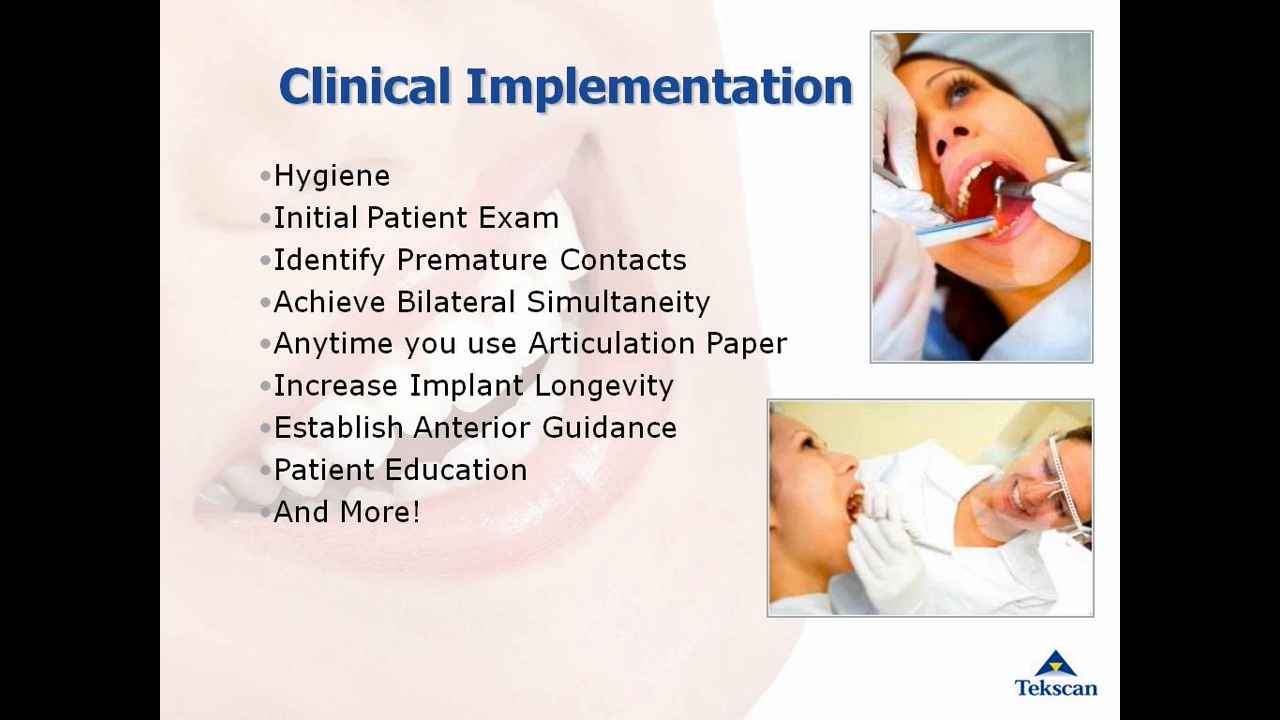 Clinical Implementation
•Hygiene
•Initial Patient Exam
•Identify Premature Contacts
•Achieve Bilateral Simultaneity
•Anytime you use Articulation Paper
•Increase Implant Longevity
•Establish Anterior Guidance
•Patient Education
•And More!
Tekscan